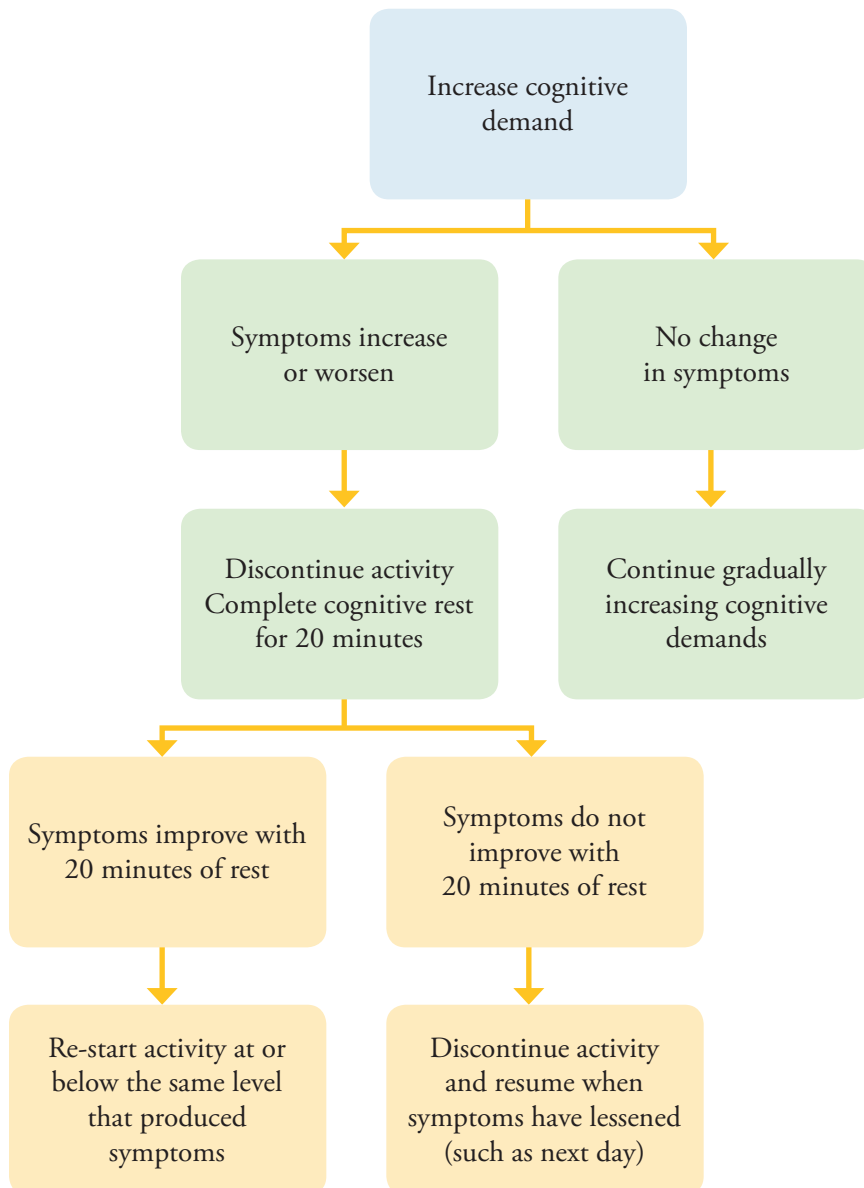 Increase cognitive
demand
Symptoms increase
or worsen
No change
in symptoms
Discontinue activity
Complete cognitive rest
for 20 minutes
Continue gradually
increasing cognitive
demands
Symptoms improve with
20 minutes of rest
Symptoms do not
improve with
20 minutes of rest
Re-start activity at or
below the same level
that produced
symptoms
Discontinue activity
and resume when
symptoms have lessened
(such as next day)